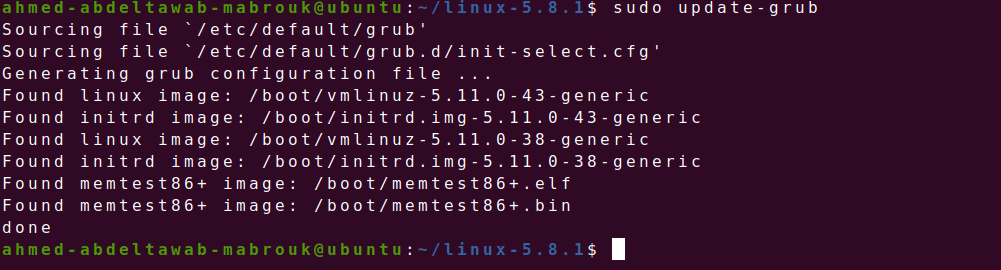 ahmed-abdeltawab-mabrouk@ubuntu:~/linux-5.8.1$ sudo update-grub
Sourcing file `/etc/default/grub'
Sourcing file `/etc/default/grub.d/init-select.cfg'
Generating grub configuration file ...
Found linux image: /boot/vmlinuz-5.11.0-43-generic
Found initrd image: /boot/initrd.img-5.11.0-43-generic
Found linux image: /boot/vmlinuz-5.11.0-38-generic
Found initrd image: /boot/initrd.img-5.11.0-38-generic
Found memtest86+ image: /boot/memtest86+.elf
Found memtest86+ image: /boot/memtest86+.bin
done
ahmed-abdeltawab-mabrouk@ubuntu:~/linux-5.8.1$